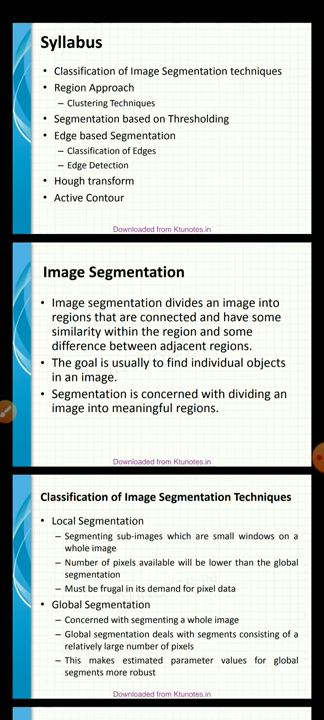 Syllabus
• Classification of Image Segmentation techniques
• Region Approach
– Clustering Techniques
• Segmentation based on Thresholding
• Edge based Segmentation
– Classification of Edges
– Edge Detection
• Hough transform
• Active Contour
Downloaded from Ktunotes.in
Image Segmentation
• Image segmentation divides an image into
regions that are connected and have some
similarity within the region and some
difference between adjacent regions.
• The goal is usually to find individual objects
in an image.
• Segmentation is concerned with dividing an
image into meaningful regions.
Downloaded from Ktunotes.in
Classification of Image Segmentation Techniques
• Local Segmentation
– Segmenting sub-images which are small windows on a
whole image
– Number of pixels available will be lower than the global
segmentation
– Must be frugal in its demand for pixel data
• Global Segmentation
– Concerned with segmenting a whole image
– Global segmentation deals with segments consisting of a
relatively large number of pixels
– This makes estimated parameter values for global
segments more robust
Downloaded from Ktunotes.in